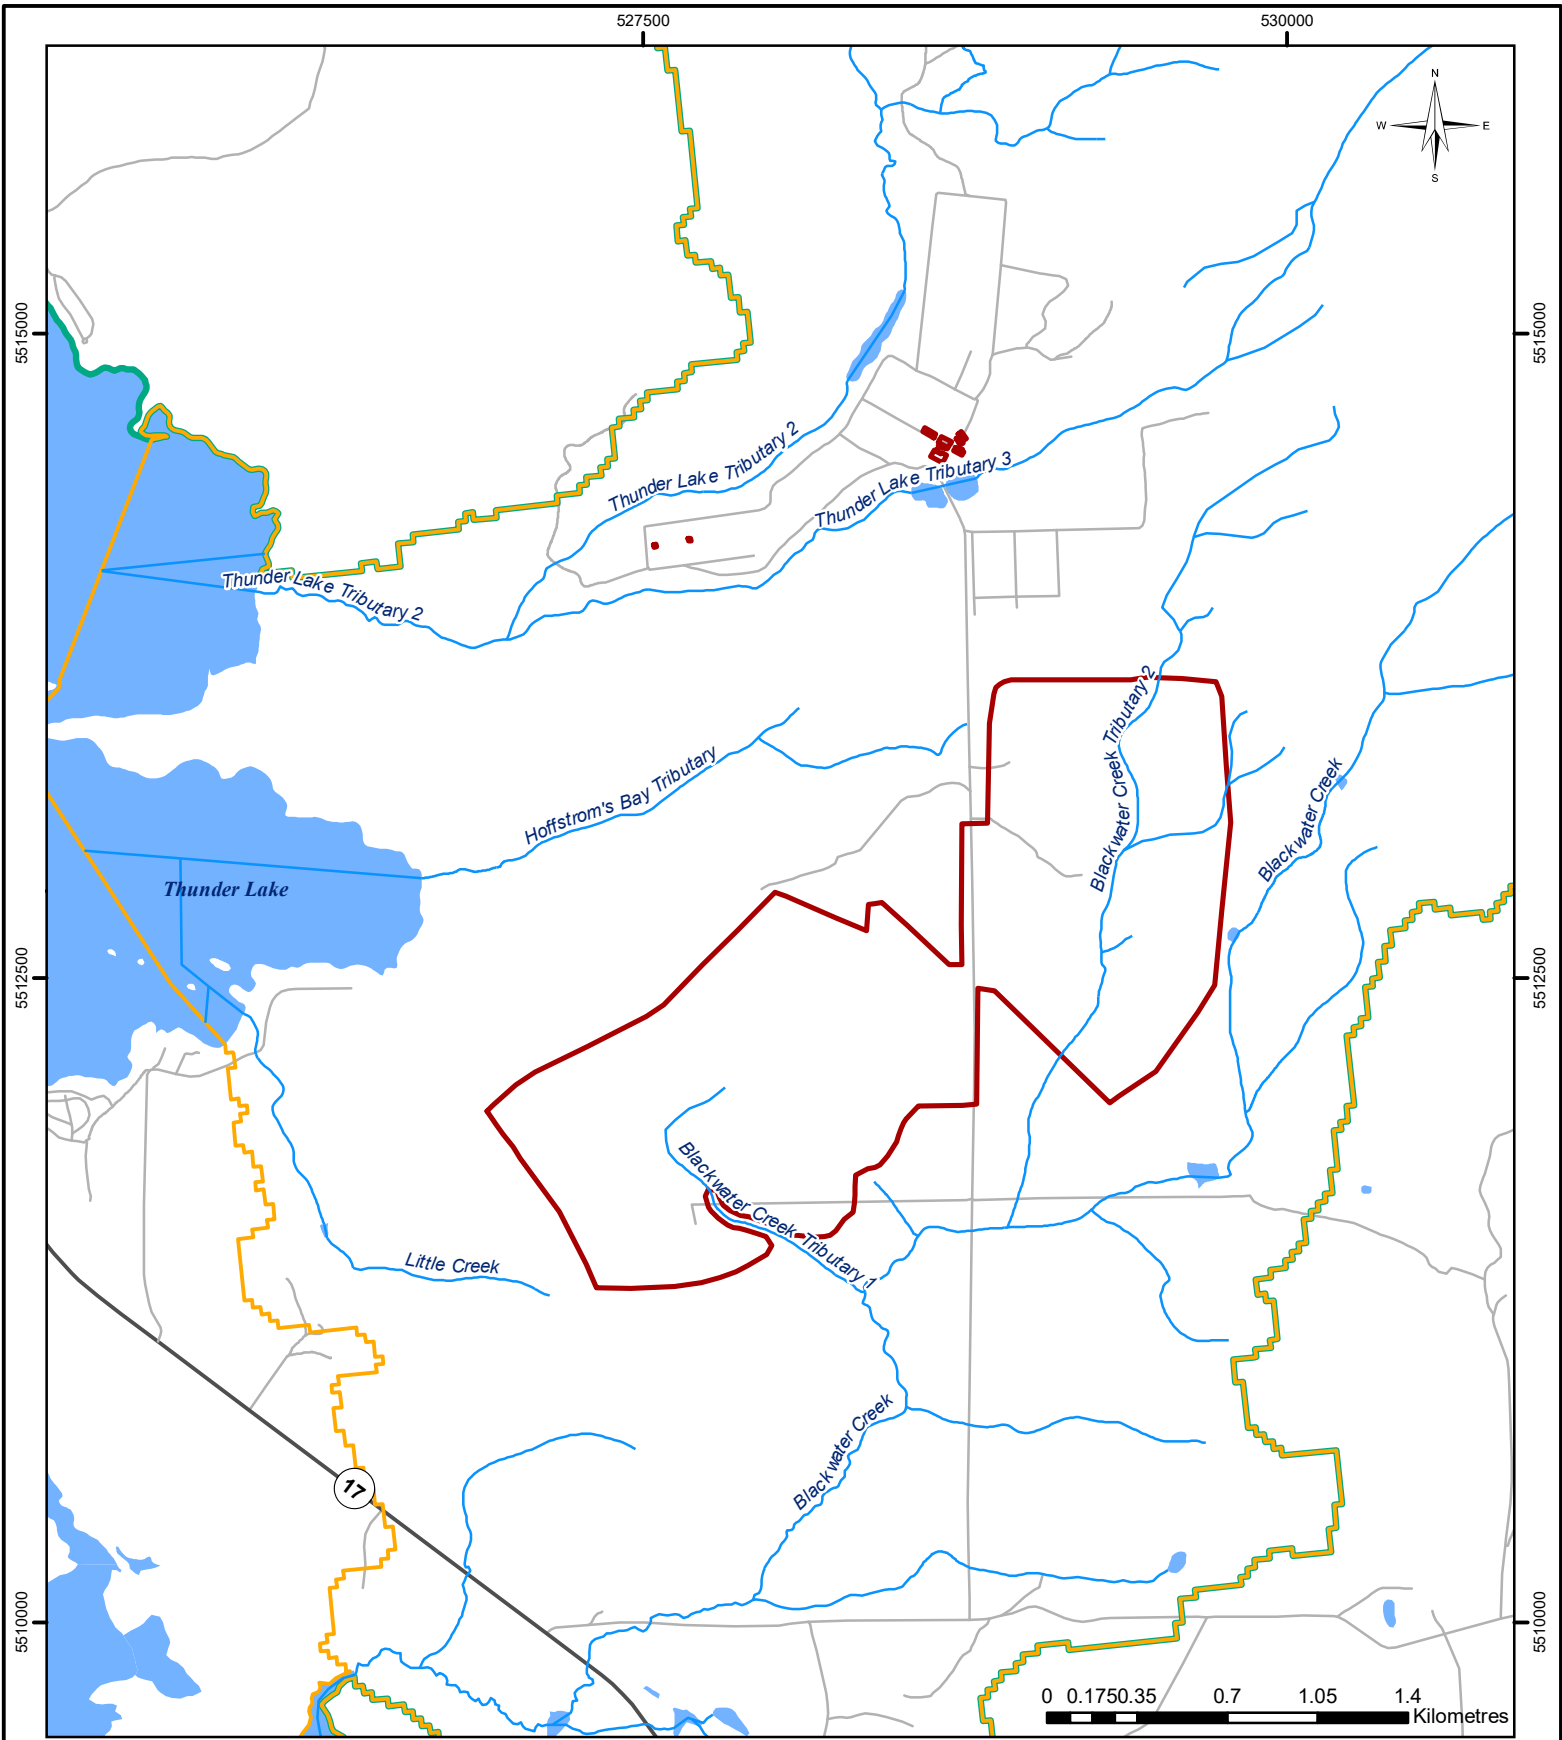 527500
530000
N
W E
S
5515000
5515000
Thunder Lake Tributary 2
Thunder Lake Tributary 3
Thunder Lake Tributary 2
Blackwater Creek Tributary 2
Hoffstrom's Bay Tributary
Blackwater Creek
Thunder Lake
5512500
5512500
Blackwater Creek Tributary 1
Little Creek
Blackwater Creek
17
5510000
5510000
0 0.1750.35 0.7 1.05 1.4
Kilometres